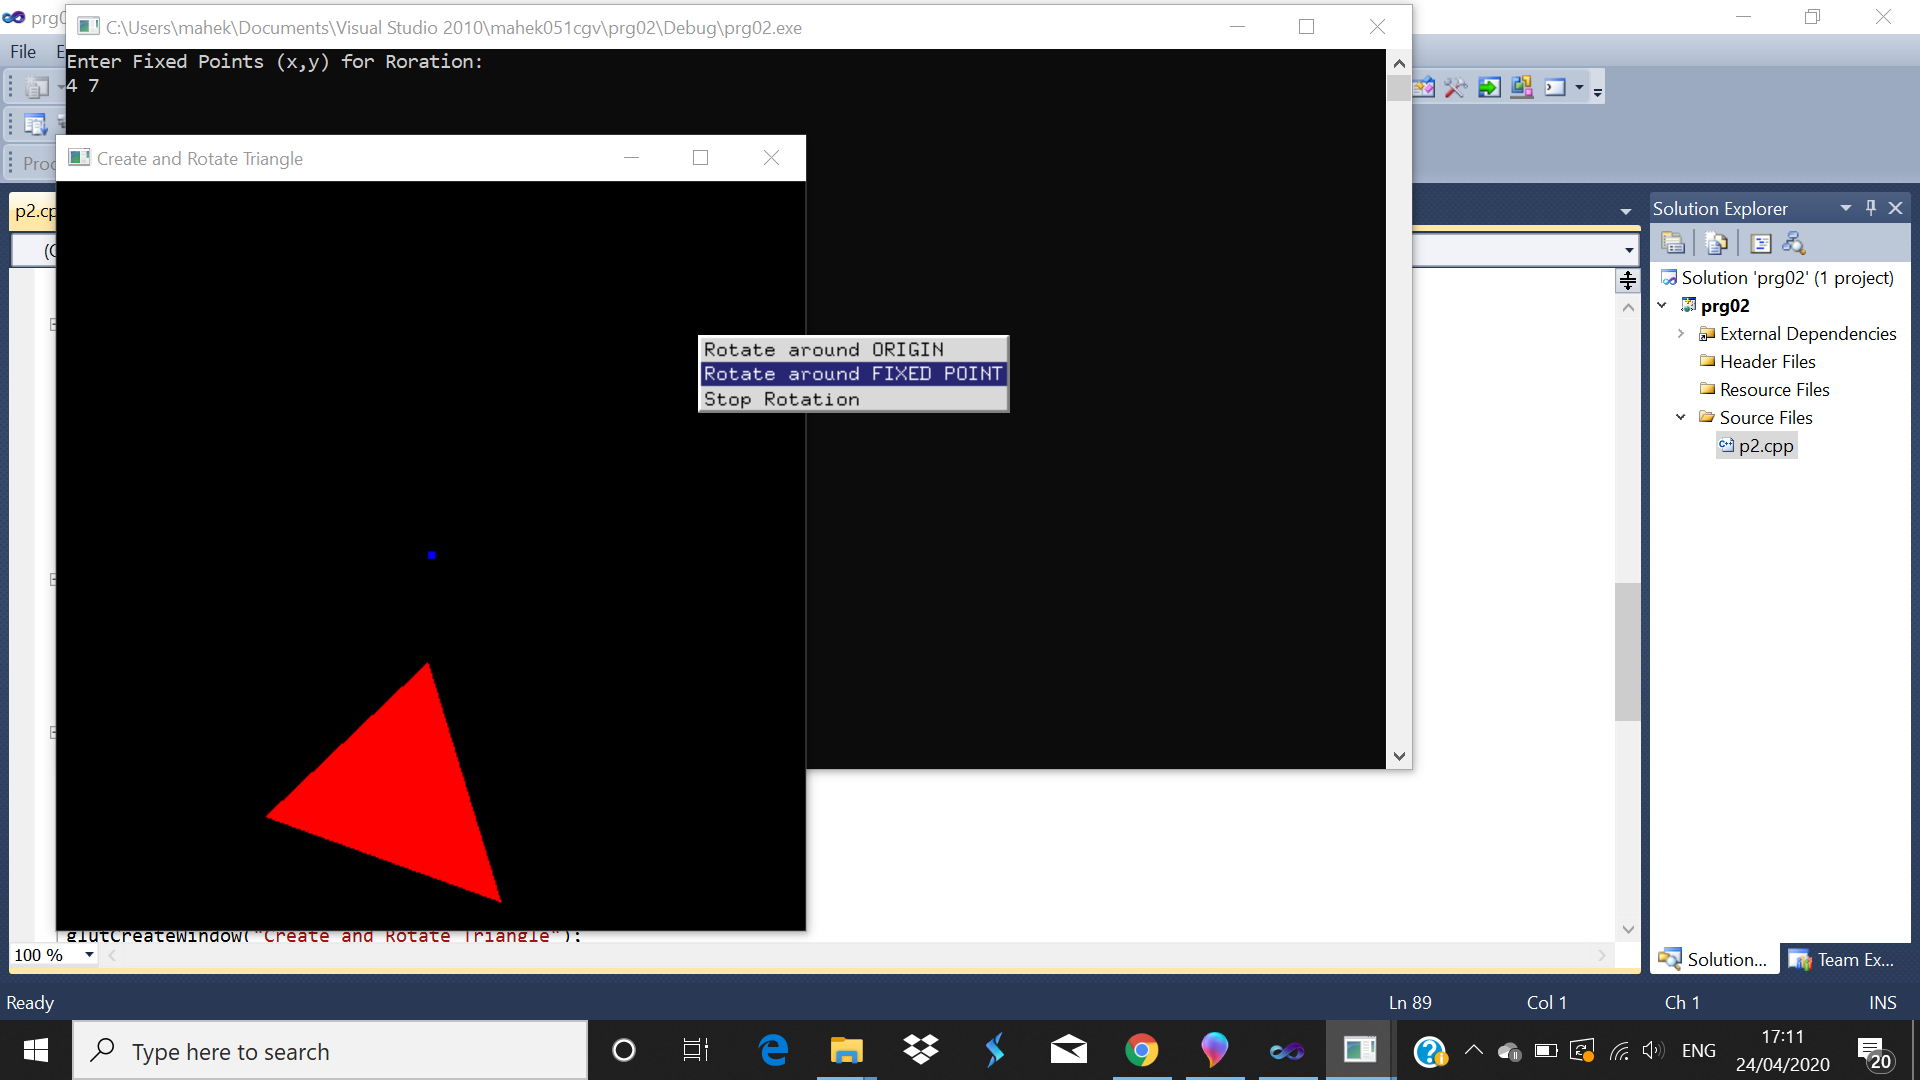 prg0
C:\Users\mahek\Documents\Visual Studio 2010\mahek051cgv\prg02\Debug\prg02.exe
File E
Enter Fixed Points (x,y) for Roration:
4 7
Create and Rotate Triangle
Proc
p2.cp
Solution Explorer
Solution 'prg02' (1 project)
prg02
External Dependencies
Header Files
Resource Files
Source Files
p2.cpp
Rotate around ORIGIN
Rotate around FIXED POINT
Stop Rotation
glutCreateWindow("Create and Rotate Triangle");
100 %
Solution...
Team Ex...
Ready
Ln 89
Col 1
Ch 1
INS
Type here to search
ENG
17:11
24/04/2020
20